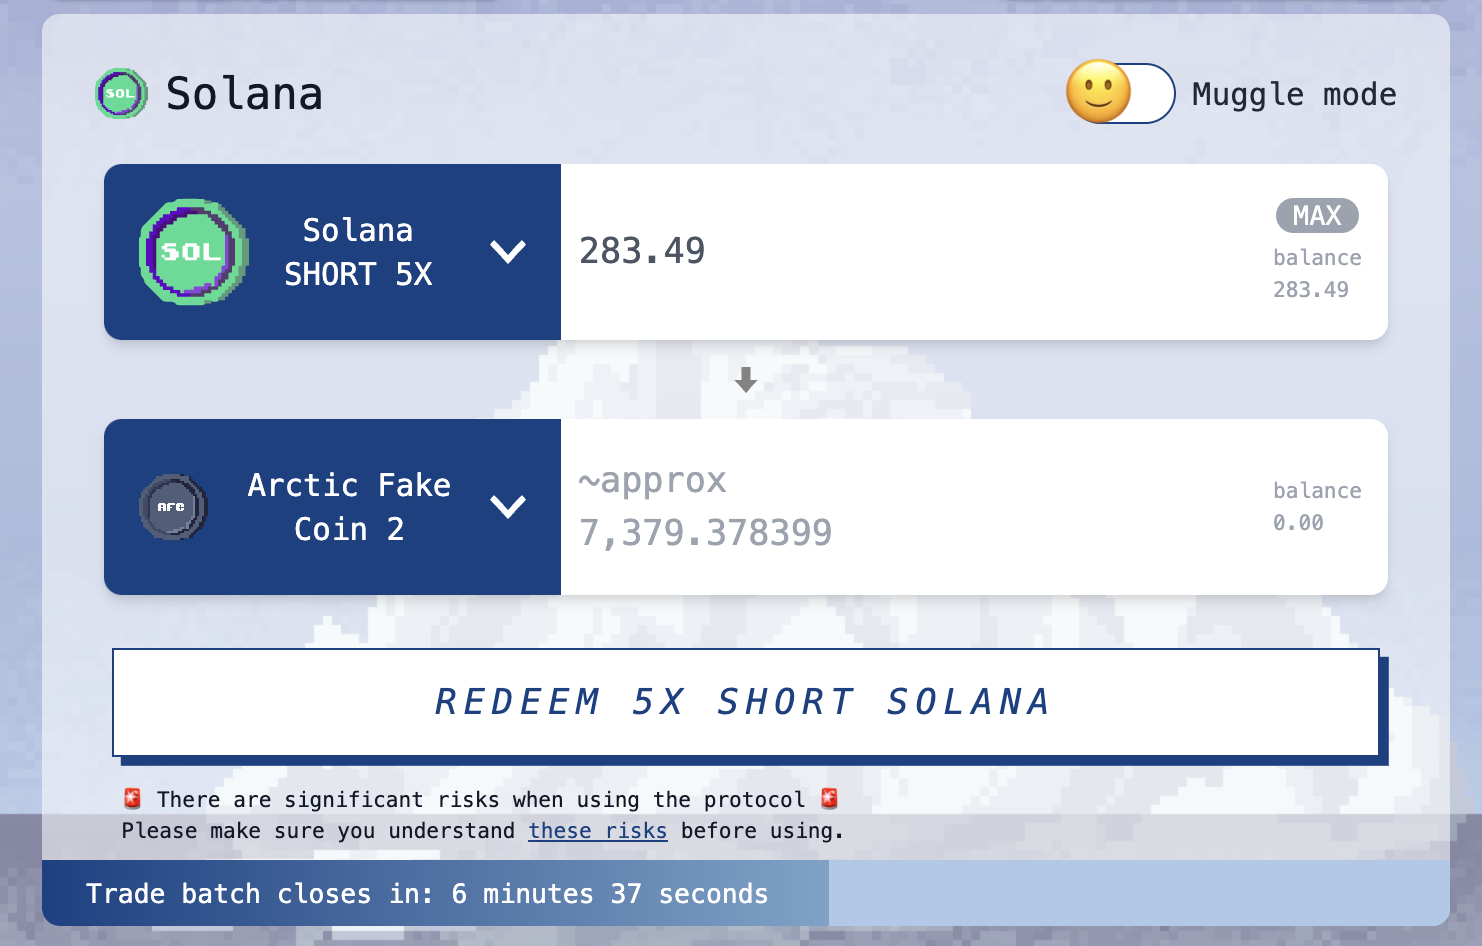 SOL
Solana
Muggle mode
SOL
Solana
SHORT 5X
283.49
MAX
balance
283.49
AFC
Arctic Fake
Coin 2
~approx
7,379.378399
balance
0.00
REDEEM 5X SHORT SOLANA
🚨 There are significant risks when using the protocol 🚨
Please make sure you understand these risks before using.
Trade batch closes in: 6 minutes 37 seconds